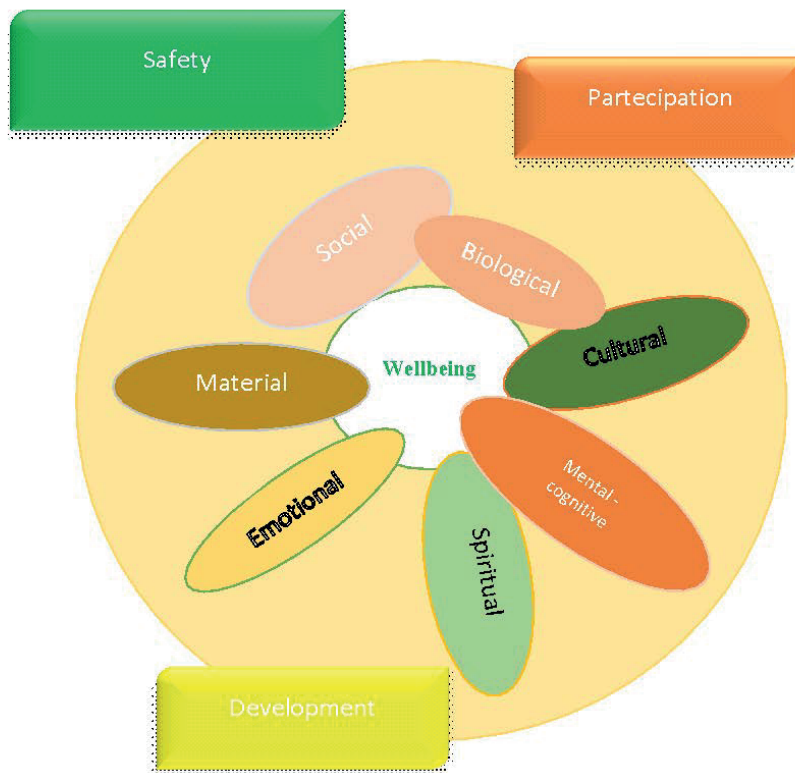 Safety
Partecipation
Social
Biological
Cultural
Wellbeing
Material
Mental -
cognitive
Emotional
Spiritual
Development